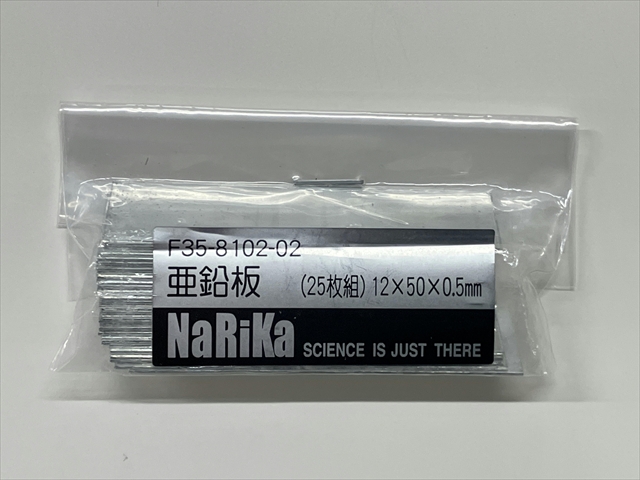 F35-8102-02
亜鉛板 (25枚組) 12×50×0.5mm
NaRiKa SCIENCE IS JUST THERE